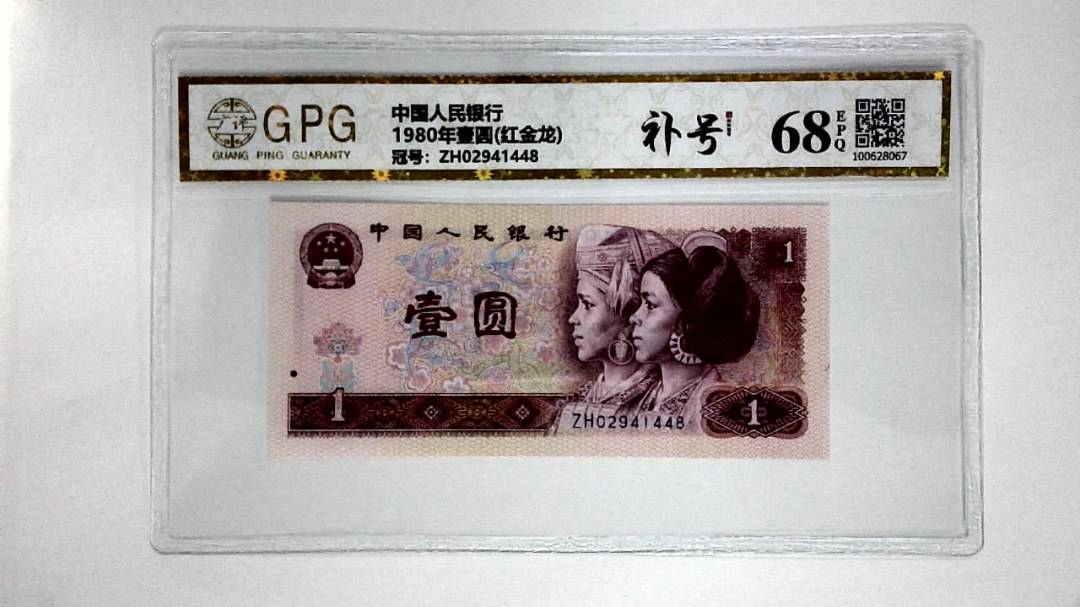 GPG
GUANG PING GUARANTY
中国人民银行
1980年壹圆(红金龙)
冠号: ZH02941448
补号
68 EPQ
100628067
中国人民银行
1
壹圆
1
ZH02941448
1